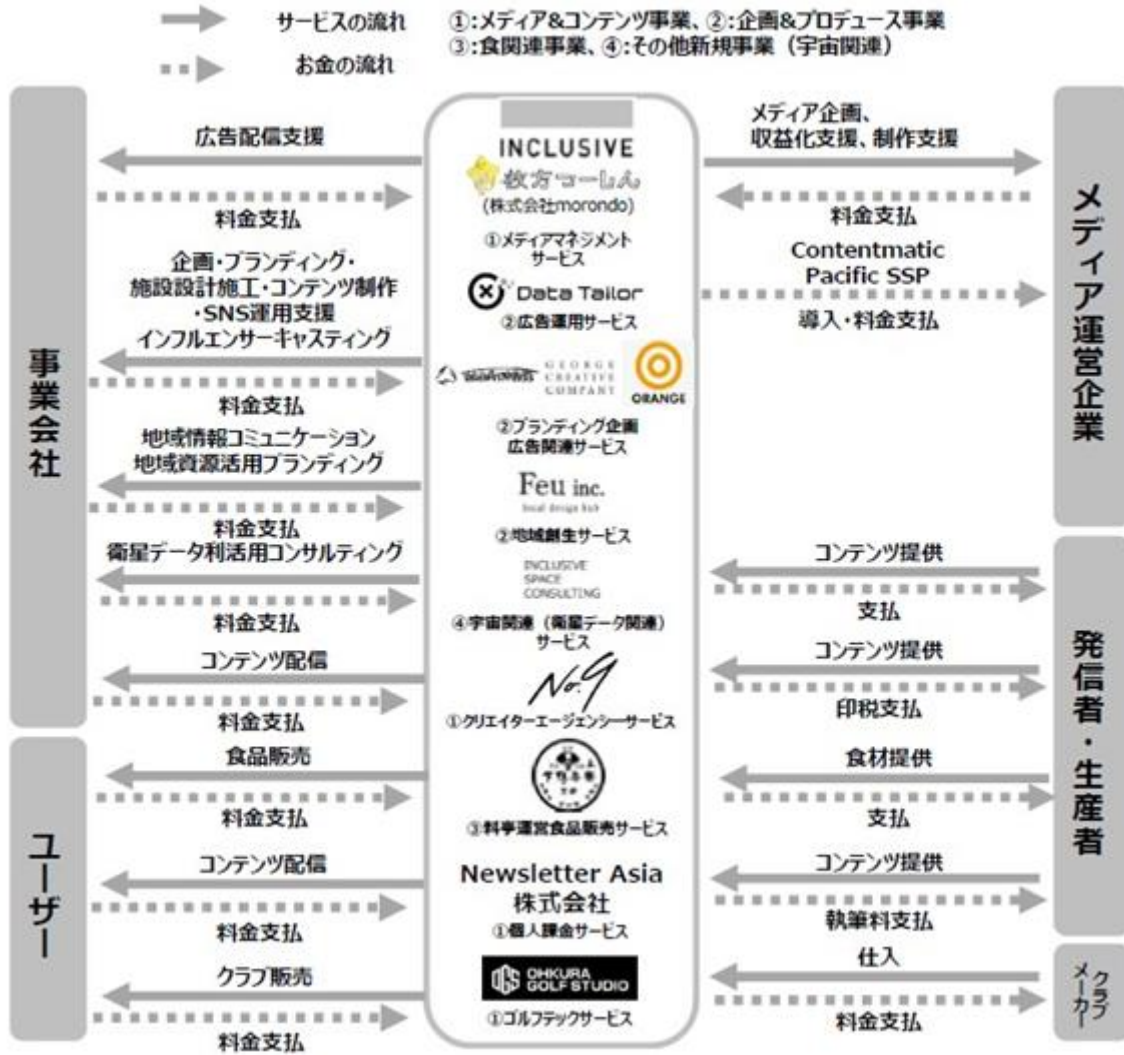 サービスの流れ
お金の流れ
①:メディア&コンテンツ事業、②:企画&プロデュース事業
③:食関連事業、④:その他新規事業（宇宙関連）
事業会社
ユーザー
広告配信支援
料金支払
企画・ブランディング・
施設設計施工・コンテンツ制作
・SNS運用支援
インフルエンサーキャスティング
料金支払
地域情報コミュニケーション
地域資源活用ブランディング
料金支払
衛星データ利活用コンサルティング
料金支払
コンテンツ配信
料金支払
食品販売
料金支払
コンテンツ配信
料金支払
クラブ販売
料金支払
INCLUSIVE
枚方つーしん
(株式会社morondo)
①メディアマネジメント
サービス
Data Tailor
②広告運用サービス
GEORGE
CREATIVE
COMPANY
ORANGE
②ブランディング企画
広告関連サービス
Feu inc.
local design hub
②地域創生サービス
INCLUSIVE
SPACE
CONSULTING
④宇宙関連（衛星データ関連）
サービス
No.9
①クリエイターエージェンシーサービス
③料亭運営食品販売サービス
Newsletter Asia
株式会社
①個人課金サービス
OGS OHKURA
GOLF STUDIO
①ゴルフテックサービス
メディア企画、
収益化支援、制作支援
料金支払
Contentmatic
Pacific SSP
導入・料金支払
コンテンツ提供
支払
コンテンツ提供
印税支払
食材提供
支払
コンテンツ提供
執筆料支払
仕入
料金支払
メディア運営企業
発信者・生産者
クラブ
メーカー